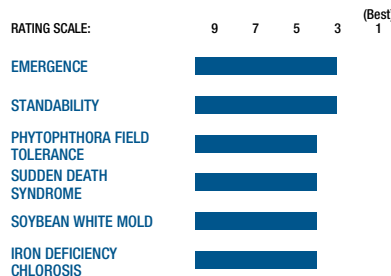 (Best)
RATING SCALE: 9 7 5 3 1
EMERGENCE
STANDABILITY
PHYTOPHTHORA FIELD
TOLERANCE
SUDDEN DEATH
SYNDROME
SOYBEAN WHITE MOLD
IRON DEFICIENCY
CHLOROSIS